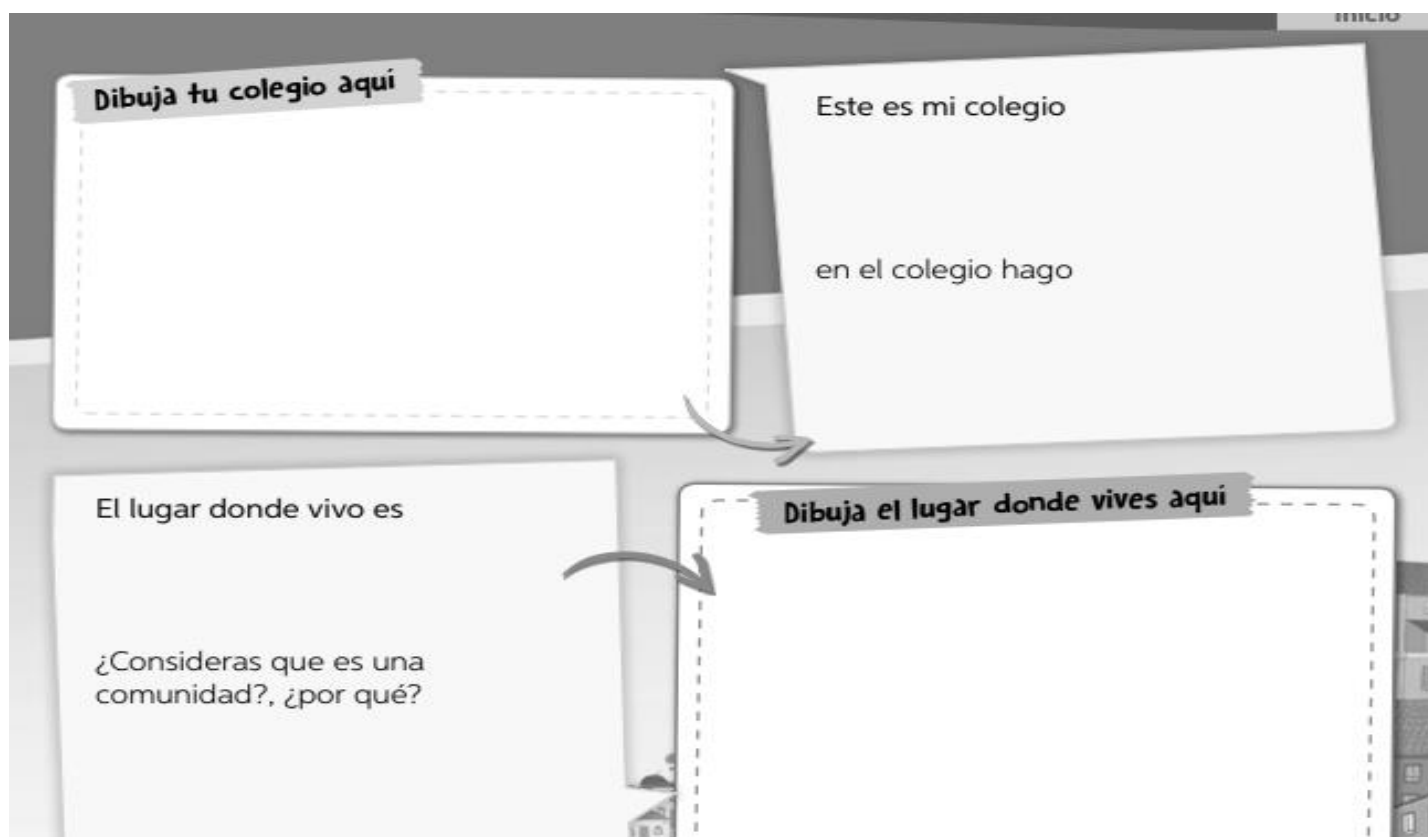 Inicio
Dibuja tu colegio aquí
Este es mi colegio
en el colegio hago
El lugar donde vivo es
Dibuja el lugar donde vives aquí
¿Consideras que es una
comunidad?, ¿por qué?